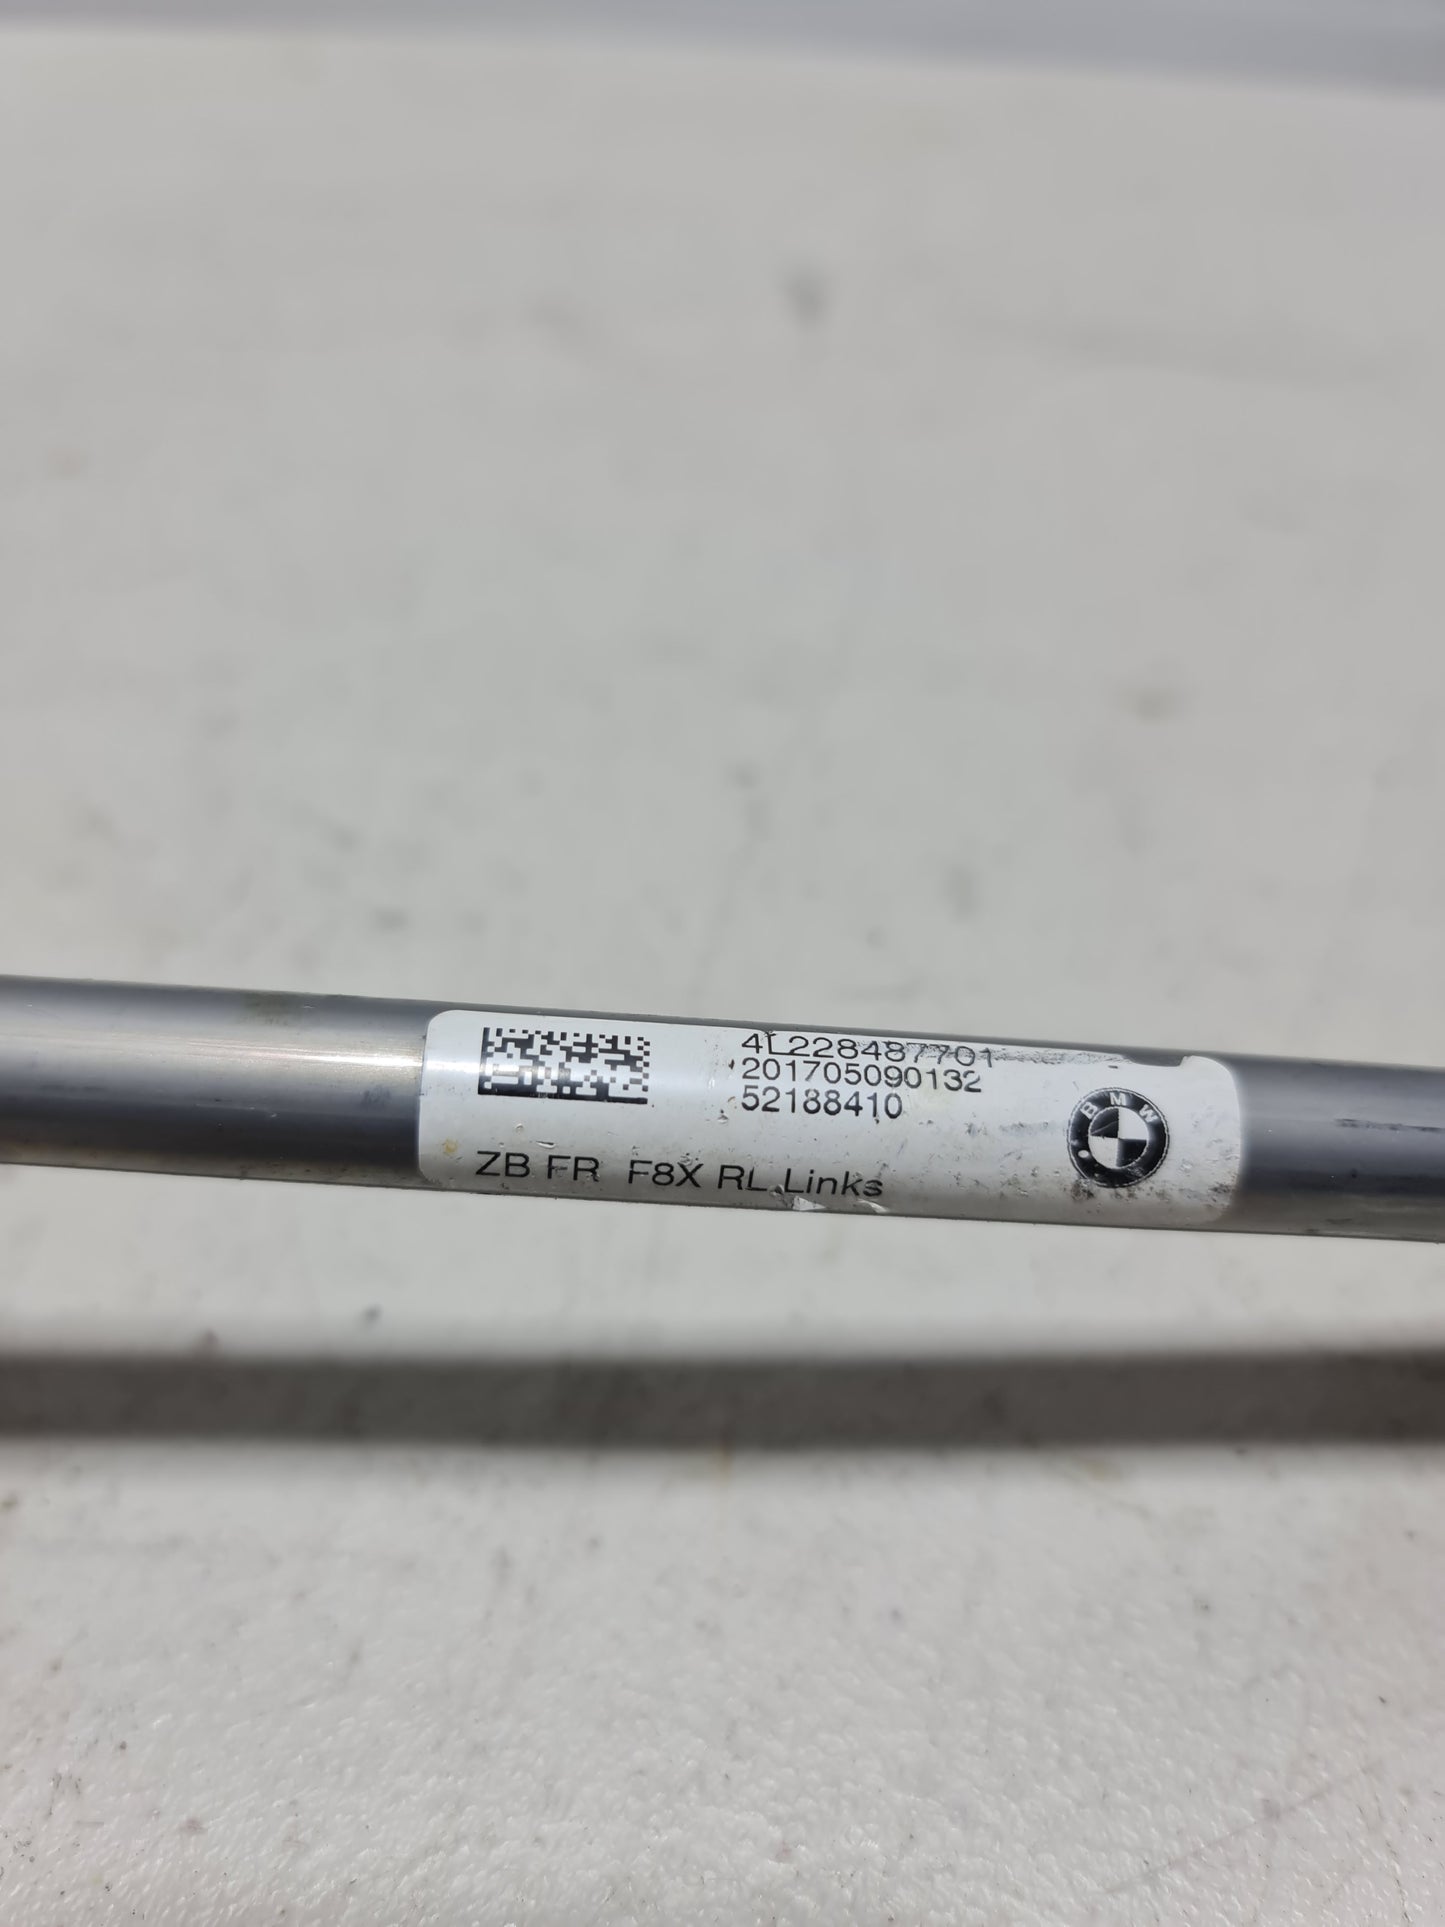 4L228487701
201705090132
52188410
ZB FR F8X RL Links
BMW